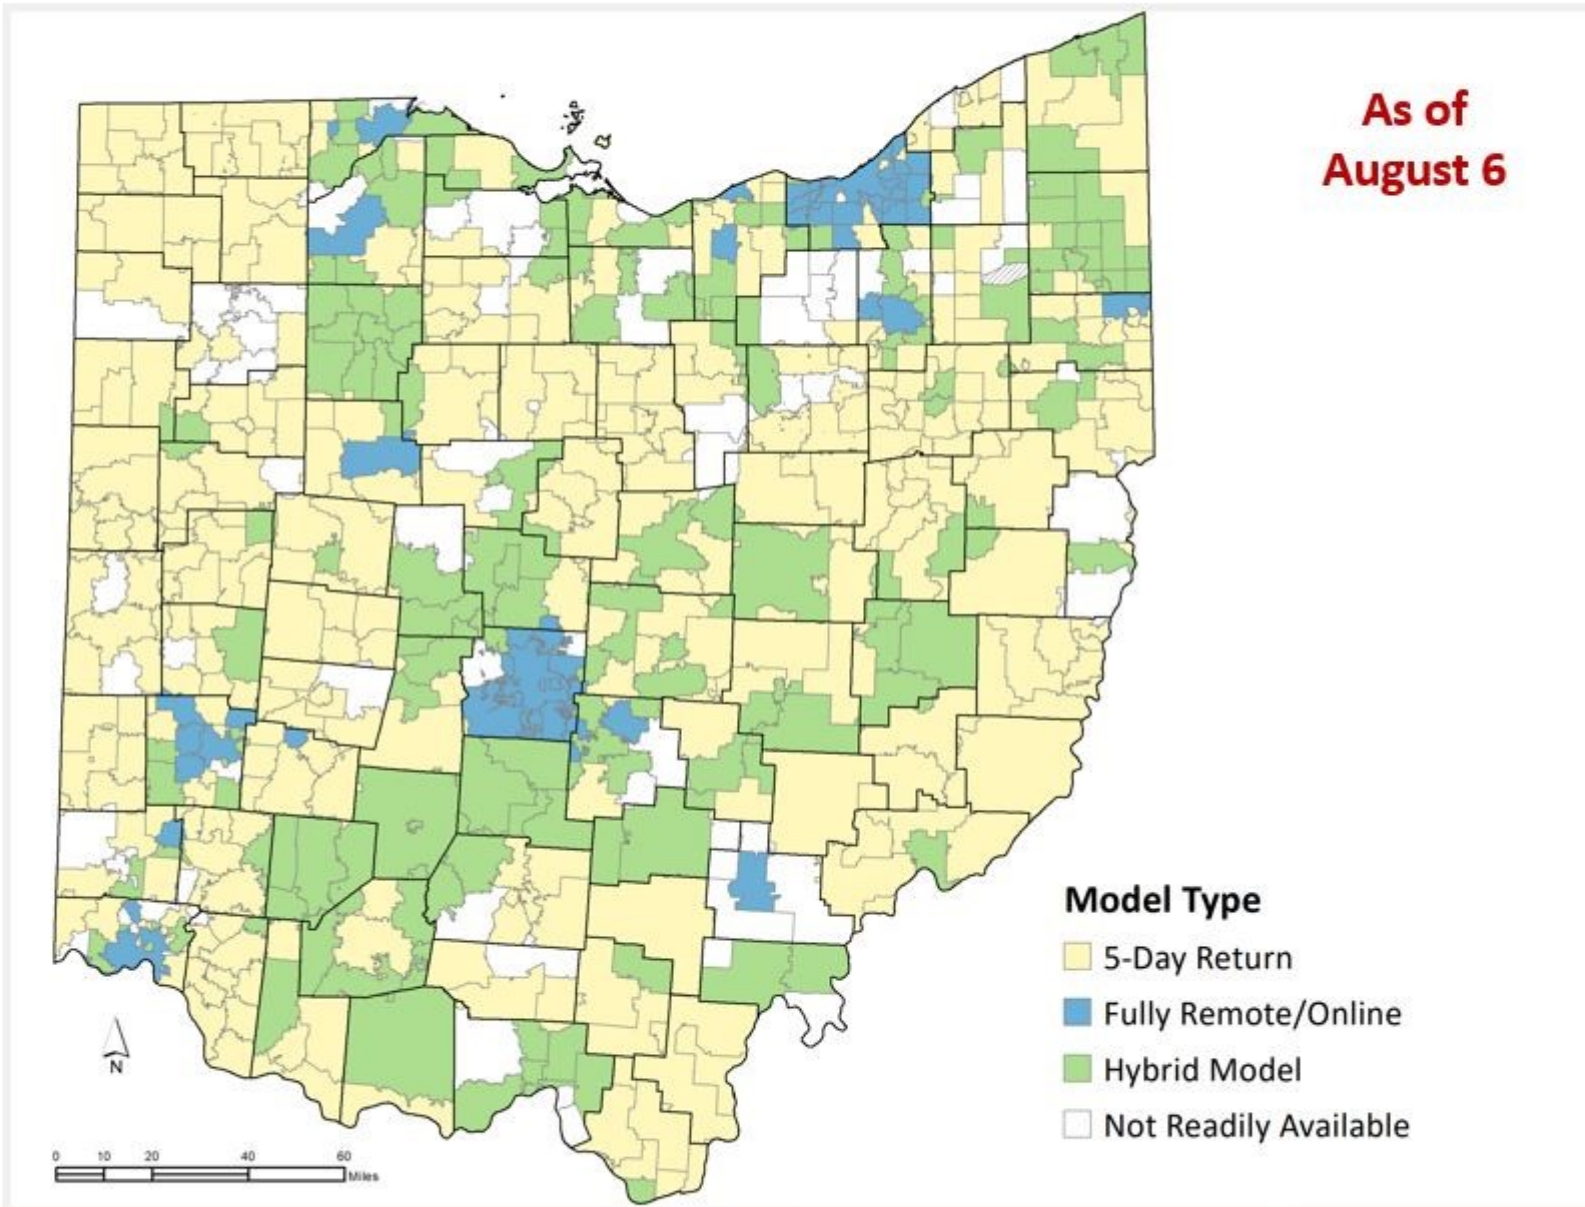 As of
August 6
Model Type
5-Day Return
Fully Remote/Online
Hybrid Model
Not Readily Available
N
0 10 20 40 60
Miles